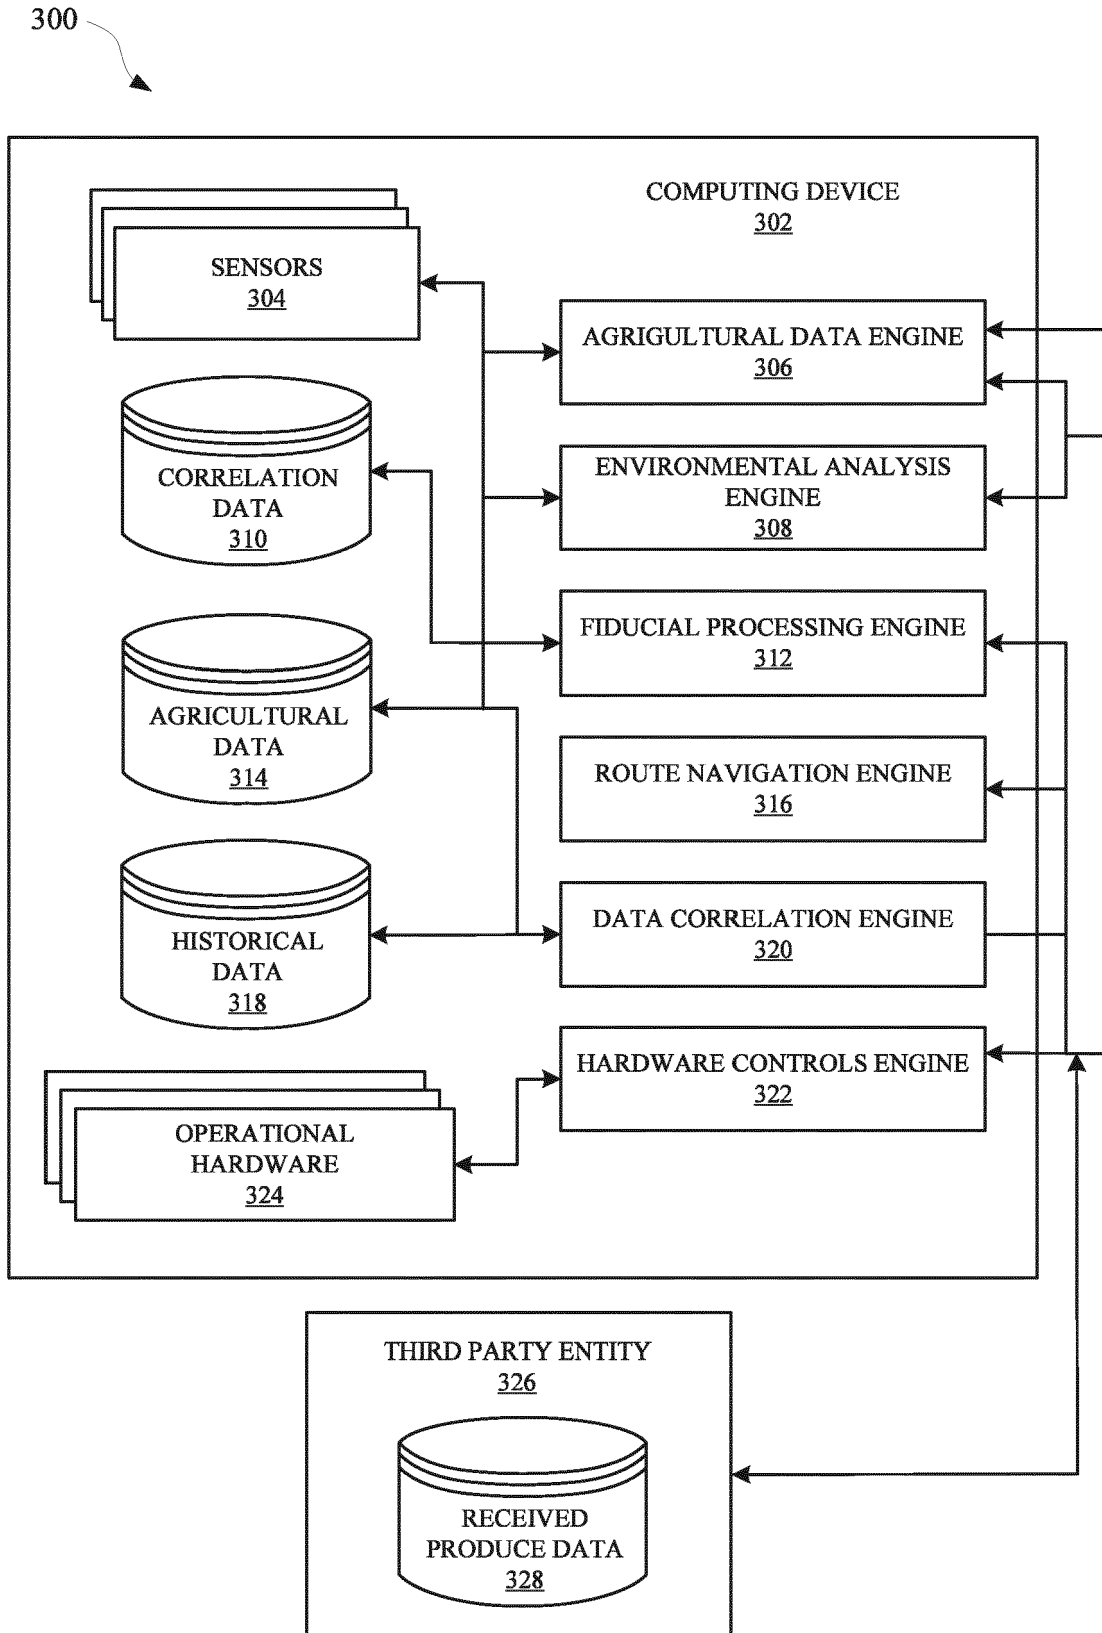 300
COMPUTING DEVICE
302
SENSORS
304
AGRIGULTURAL DATA ENGINE
306
CORRELATION
DATA
310
ENVIRONMENTAL ANALYSIS
ENGINE
308
FIDUCIAL PROCESSING ENGINE
312
AGRICULTURAL
DATA
314
ROUTE NAVIGATION ENGINE
316
HISTORICAL
DATA
318
DATA CORRELATION ENGINE
320
HARDWARE CONTROLS ENGINE
322
OPERATIONAL
HARDWARE
324
THIRD PARTY ENTITY
326
RECEIVED
PRODUCE DATA
328